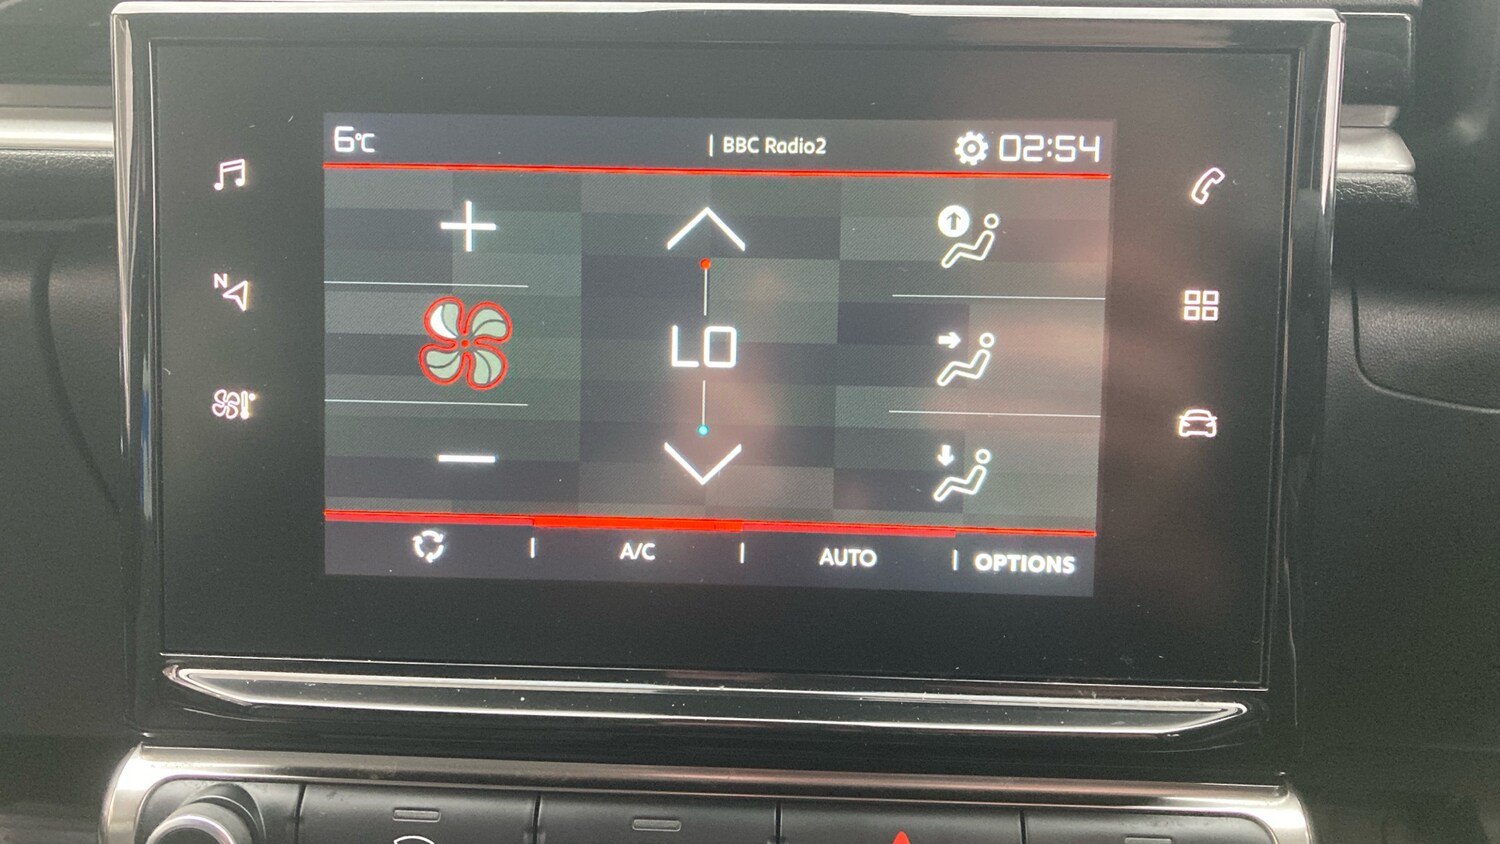 6°C
| BBC Radio2
02:54
N
LO
A/C
AUTO
OPTIONS